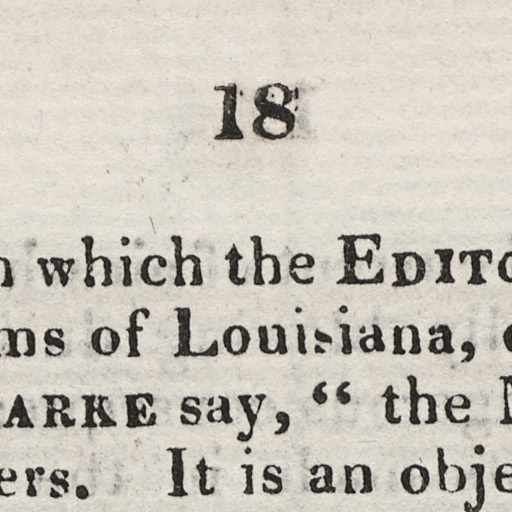 18
which the EDITO
ms of Louisiana,
ARKE say, “ the
ers. It is an obje